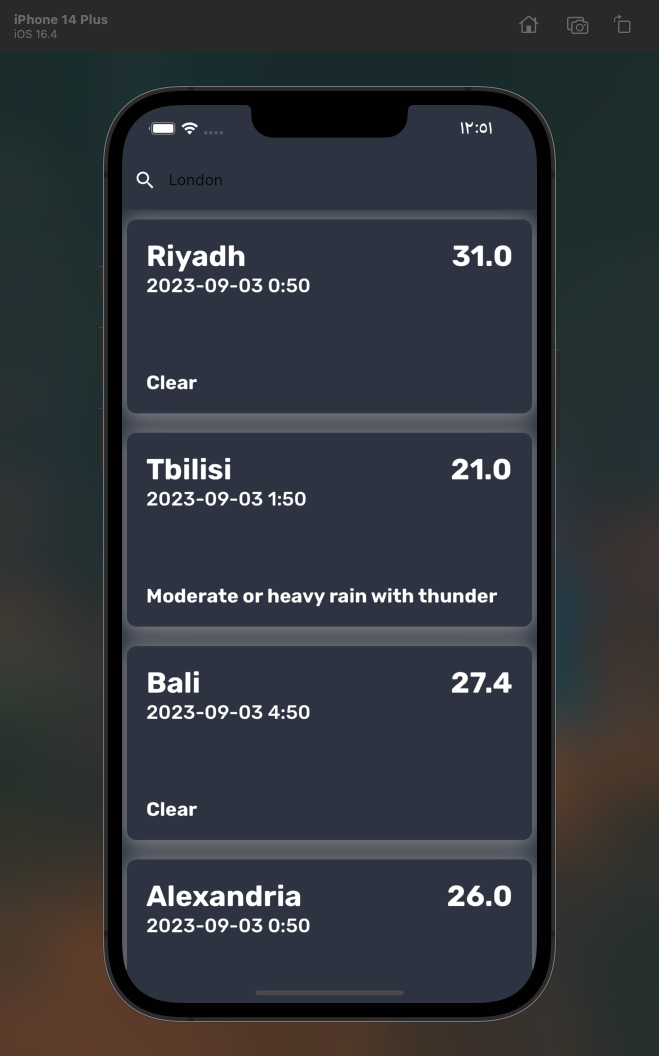 iPhone 14 Plus
iOS 16.4
١٢:٥١
London
Riyadh 31.0
2023-09-03 0:50
Clear
Tbilisi 21.0
2023-09-03 1:50
Moderate or heavy rain with thunder
Bali 27.4
2023-09-03 4:50
Clear
Alexandria 26.0
2023-09-03 0:50